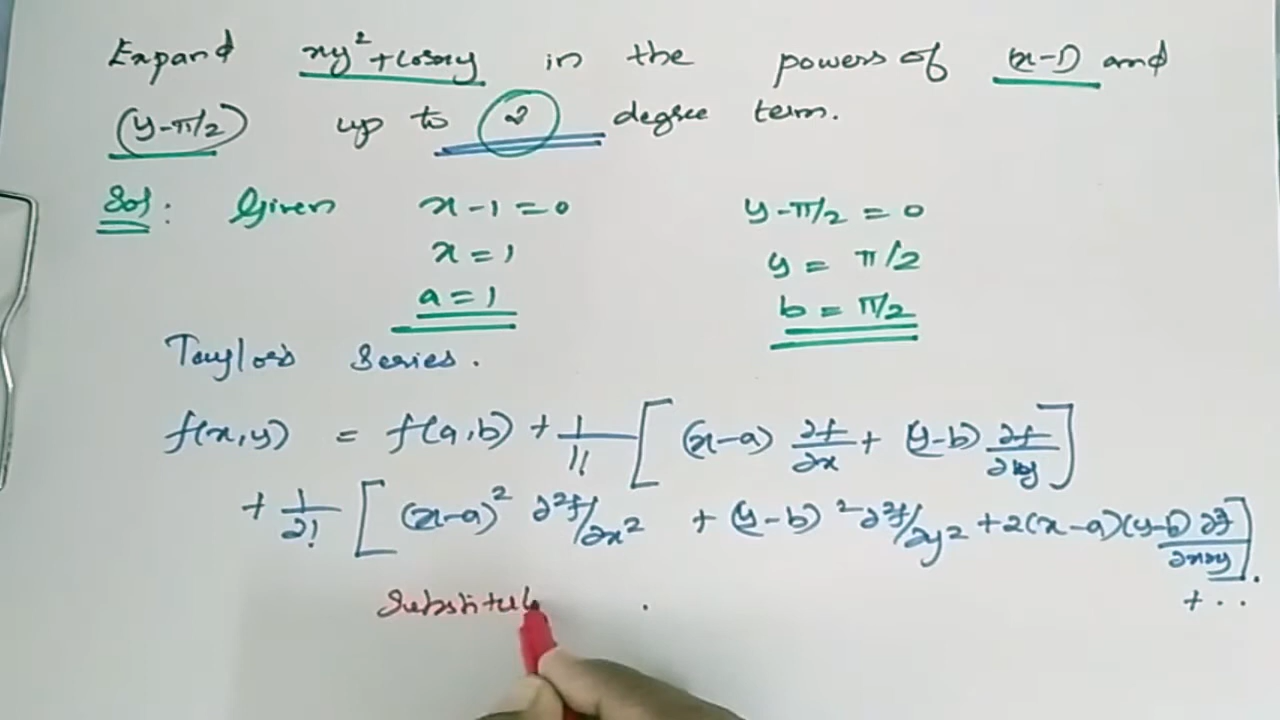 Expand xy² + cosxy in the powers of (x-1) and
(y-π/2) up to 2 degree term.
Sol: Given x-1=0 y-π/2 = 0
x=1 y = π/2
a=1 b = π/2
Taylor's Series.
f(x,y) = f(a,b) + 1/1! [ (x-a) ∂f/∂x + (y-b) ∂f/∂y ]
+ 1/2! [ (x-a)² ∂²f/∂x² + (y-b)² ∂²f/∂y² + 2(x-a)(y-b) ∂²f/∂x∂y ].
Substitute + ..